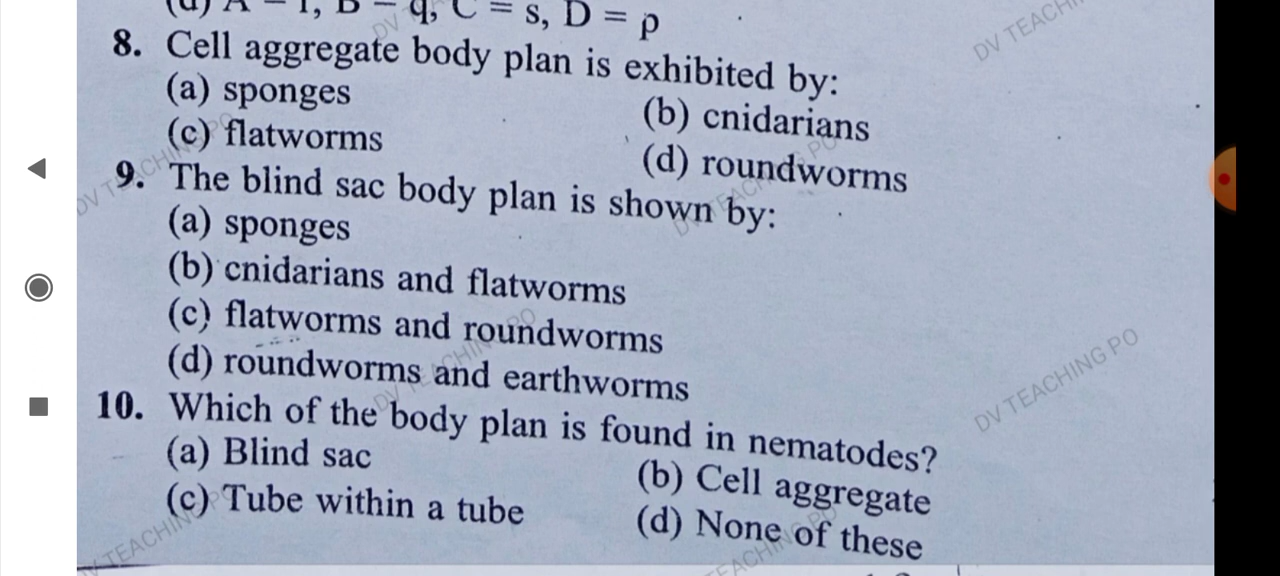 (d) A = 1, B = q, C = s, D = p
8. Cell aggregate body plan is exhibited by:
(a) sponges (b) cnidarians
(c) flatworms (d) roundworms
9. The blind sac body plan is shown by:
(a) sponges
(b) cnidarians and flatworms
(c) flatworms and roundworms
(d) roundworms and earthworms
10. Which of the body plan is found in nematodes?
(a) Blind sac (b) Cell aggregate
(c) Tube within a tube (d) None of these
DV TEACHING PO